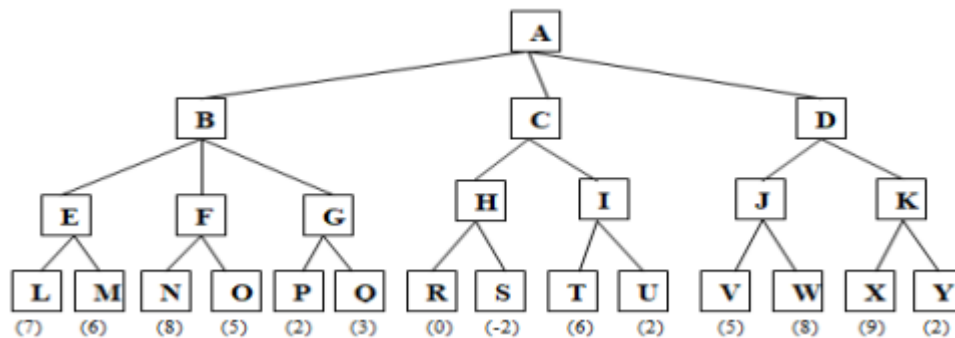 A
B C D
E F G H I J K
L M N O P Q R S T U V W X Y
(7) (6) (8) (5) (2) (3) (0) (-2) (6) (2) (5) (8) (9) (2)